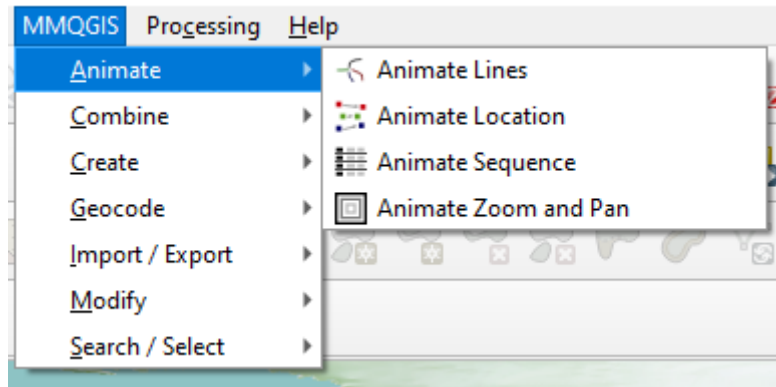 MMQGIS Processing Help
Animate
Combine
Create
Geocode
Import / Export
Modify
Search / Select
Animate Lines
Animate Location
Animate Sequence
Animate Zoom and Pan